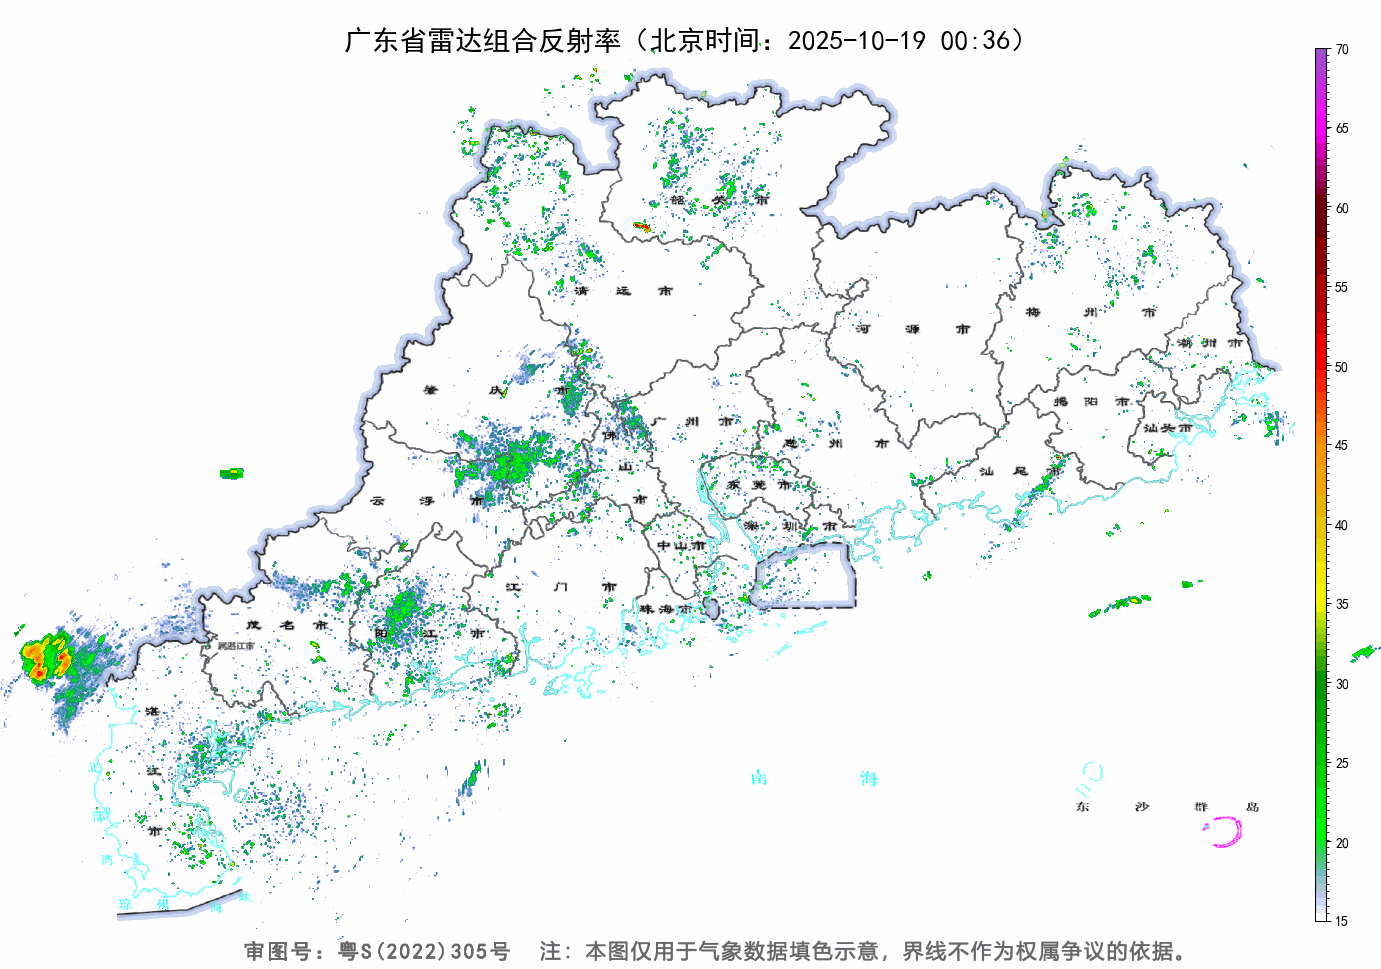 广东省雷达组合反射率（北京时间：2025-10-19 00:36）
70
65
60
55
50
45
40
35
30
25
20
15
韶 关 市
清 远 市
河 源 市
梅 州 市
潮 州 市
肇 庆 市
揭 阳 市
广 州 市
佛 山 市
惠 州 市
汕头市
汕 尾 市
东 莞 市
云 浮 市
深 圳 市
中山市
江 门 市
珠海市
茂 名 市
阳 江 市
属湛江市
湛 江 市
北 部 湾
南 海
东 沙 群 岛
琼 州 海 峡
审图号：粤S(2022)305号 注：本图仅用于气象数据填色示意，界线不作为权属争议的依据。